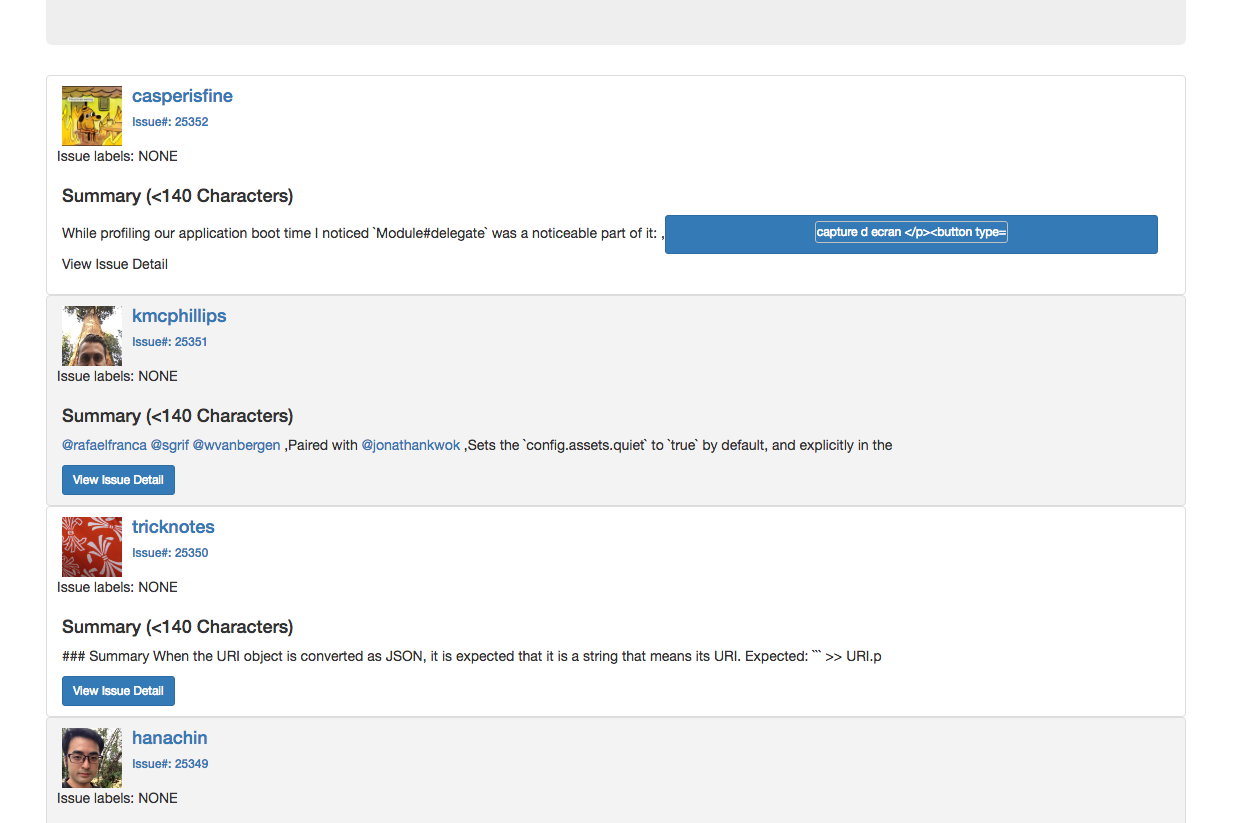 casperisfine
Issue#: 25352
Issue labels: NONE
Summary (<140 Characters)
While profiling our application boot time I noticed `Module#delegate` was a noticeable part of it: , capture d ecran </p><button type=
View Issue Detail
kmcphillips
Issue#: 25351
Issue labels: NONE
Summary (<140 Characters)
@rafaelfranca @sgrif @wvanbergen ,Paired with @jonathankwok ,Sets the `config.assets.quiet` to `true` by default, and explicitly in the
View Issue Detail
tricknotes
Issue#: 25350
Issue labels: NONE
Summary (<140 Characters)
### Summary When the URI object is converted as JSON, it is expected that it is a string that means its URI. Expected: ``` >> URI.p
View Issue Detail
hanachin
Issue#: 25349
Issue labels: NONE